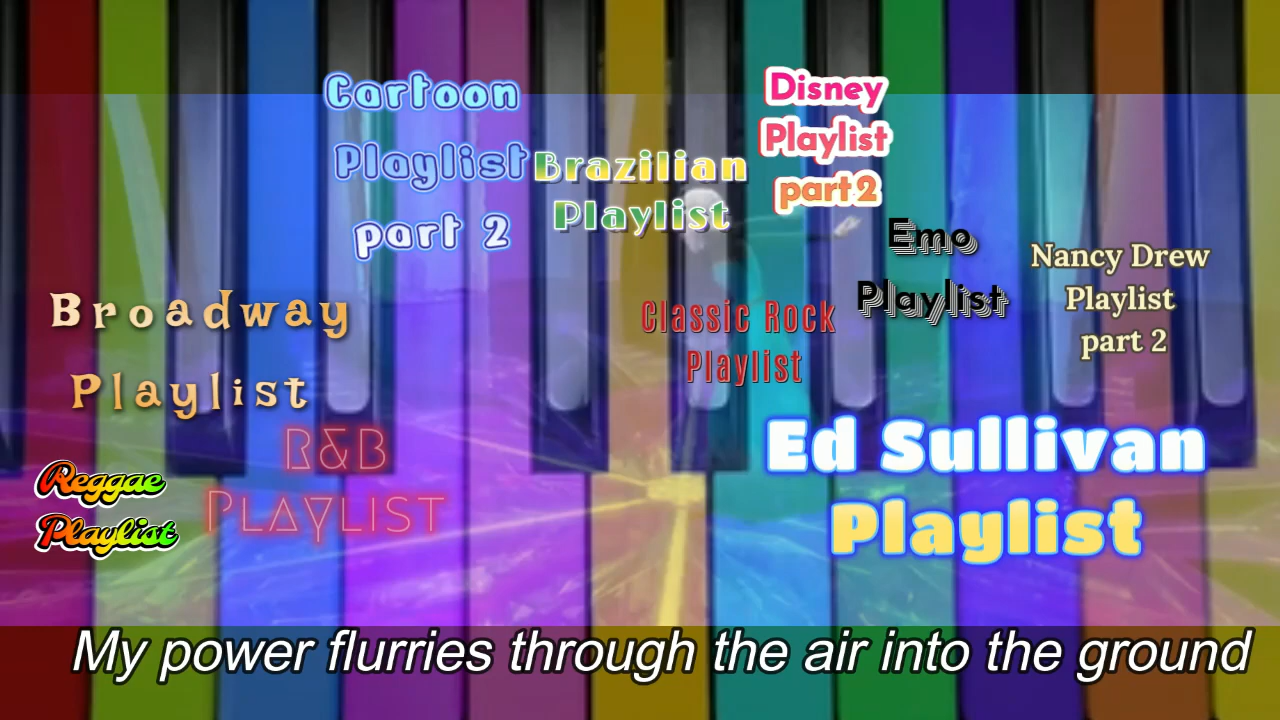 Cartoon
Playlist
part 2
Brazilian
Playlist
Disney
Playlist
part 2
Emo
Playlist
Nancy Drew
Playlist
part 2
Broadway
Playlist
Classic Rock
Playlist
R&B
Playlist
Ed Sullivan
Playlist
Reggae
Playlist
My power flurries through the air into the ground